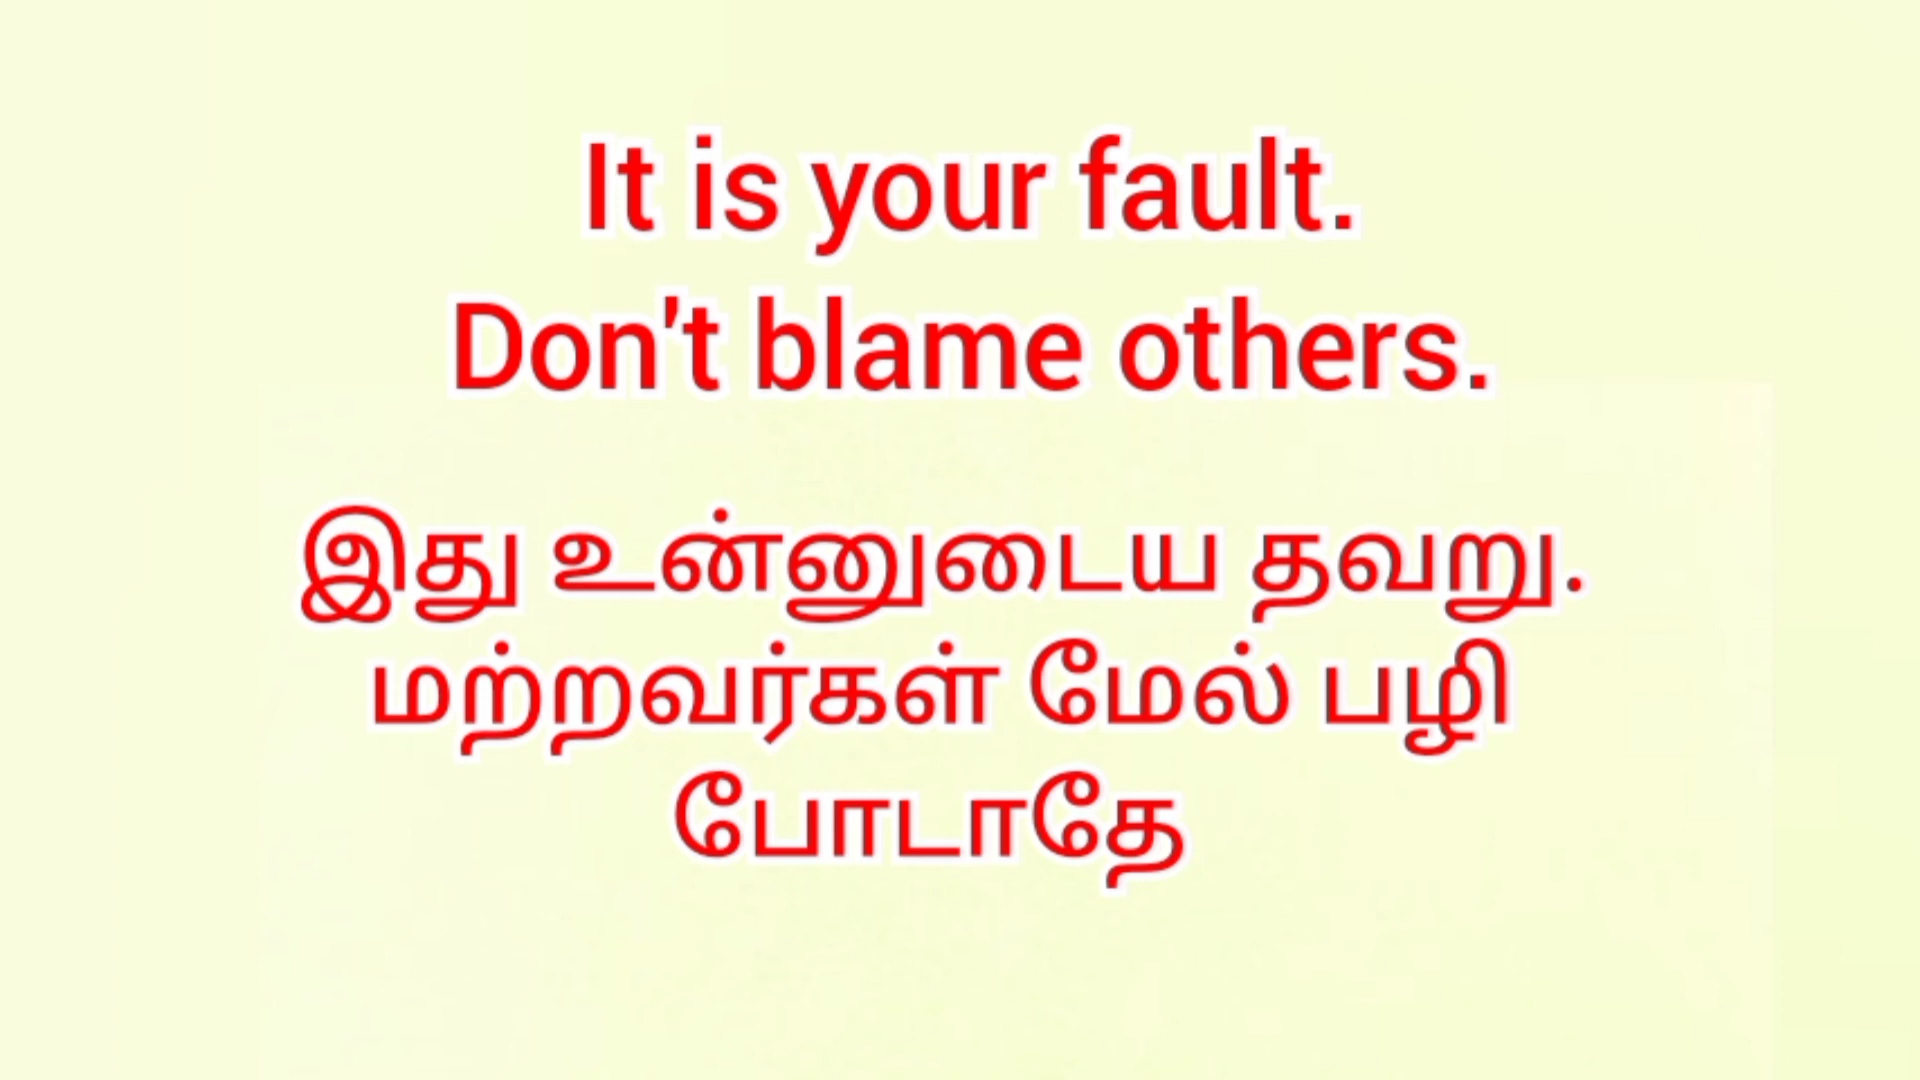 It is your fault.
Don't blame others.
இது உன்னுடைய தவறு.
மற்றவர்கள் மேல் பழி
போடாதே